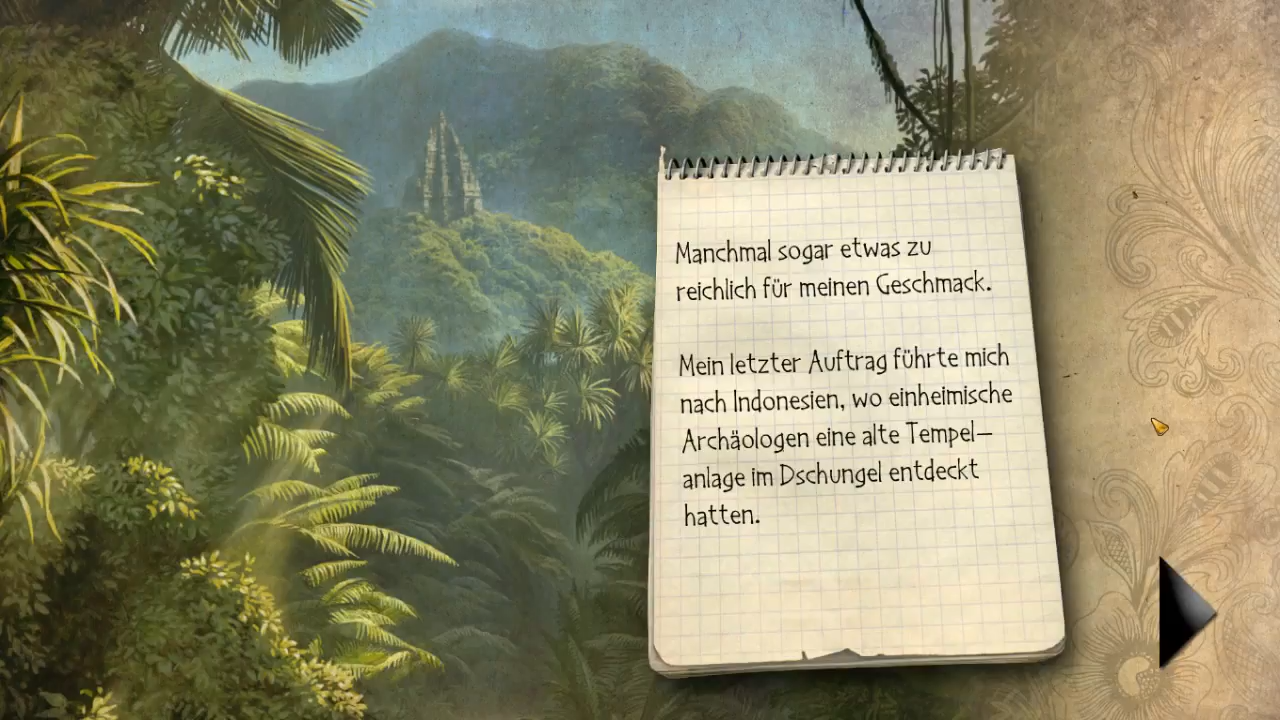 Manchmal sogar etwas zu
reichlich für meinen Geschmack.
Mein letzter Auftrag führte mich
nach Indonesien, wo einheimische
Archäologen eine alte Tempel–
anlage im Dschungel entdeckt
hatten.